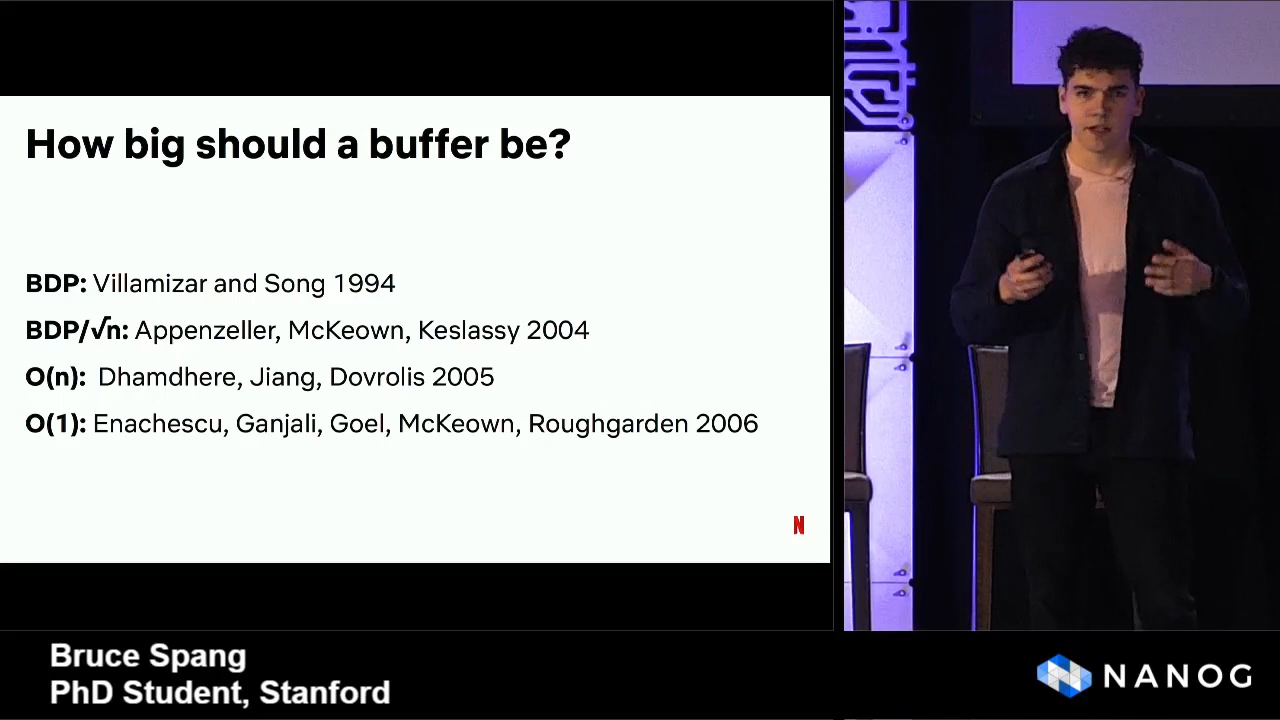 How big should a buffer be?
BDP: Villamizar and Song 1994
BDP/√n: Appenzeller, McKeown, Keslassy 2004
O(n): Dhamdhere, Jiang, Dovrolis 2005
O(1): Enachescu, Ganjali, Goel, McKeown, Roughgarden 2006
N
Bruce Spang
PhD Student, Stanford
NANOG